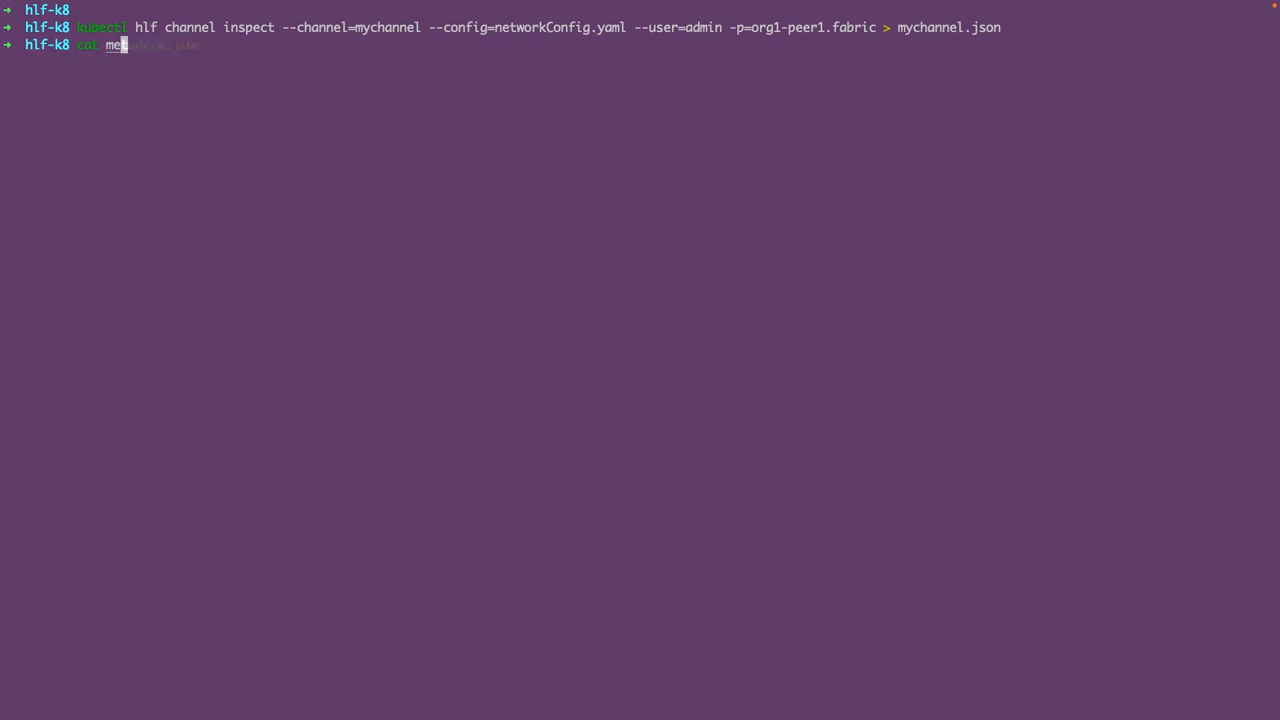 ➜ hlf-k8
➜ hlf-k8 kubectl hlf channel inspect --channel=mychannel --config=networkConfig.yaml --user=admin -p=org1-peer1.fabric > mychannel.json
➜ hlf-k8 cat met